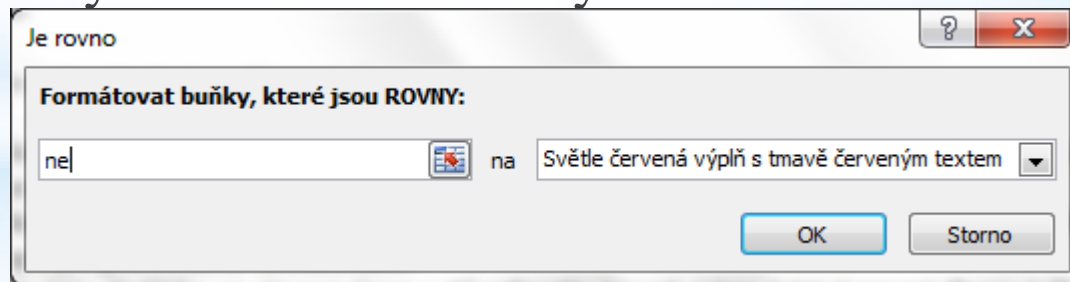 Je rovno
Formátovat buňky, které jsou ROVNY:
ne na Světle červená výplň s tmavě červeným textem
OK Storno